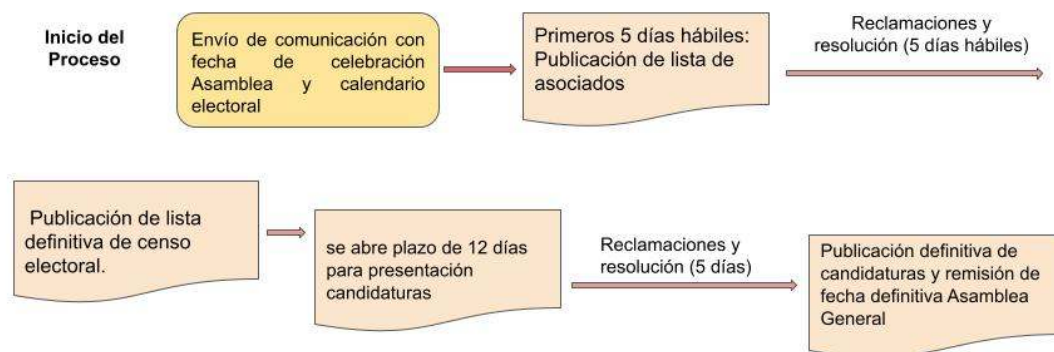 Inicio del
Proceso
Envío de comunicación con
fecha de celebración
Asamblea y calendario
electoral
Primeros 5 días hábiles:
Publicación de lista de
asociados
Reclamaciones y
resolución (5 días hábiles)
Publicación de lista
definitiva de censo
electoral.
se abre plazo de 12 días
para presentación
candidaturas
Reclamaciones y
resolución (5 días)
Publicación definitiva de
candidaturas y remisión de
fecha definitiva Asamblea
General